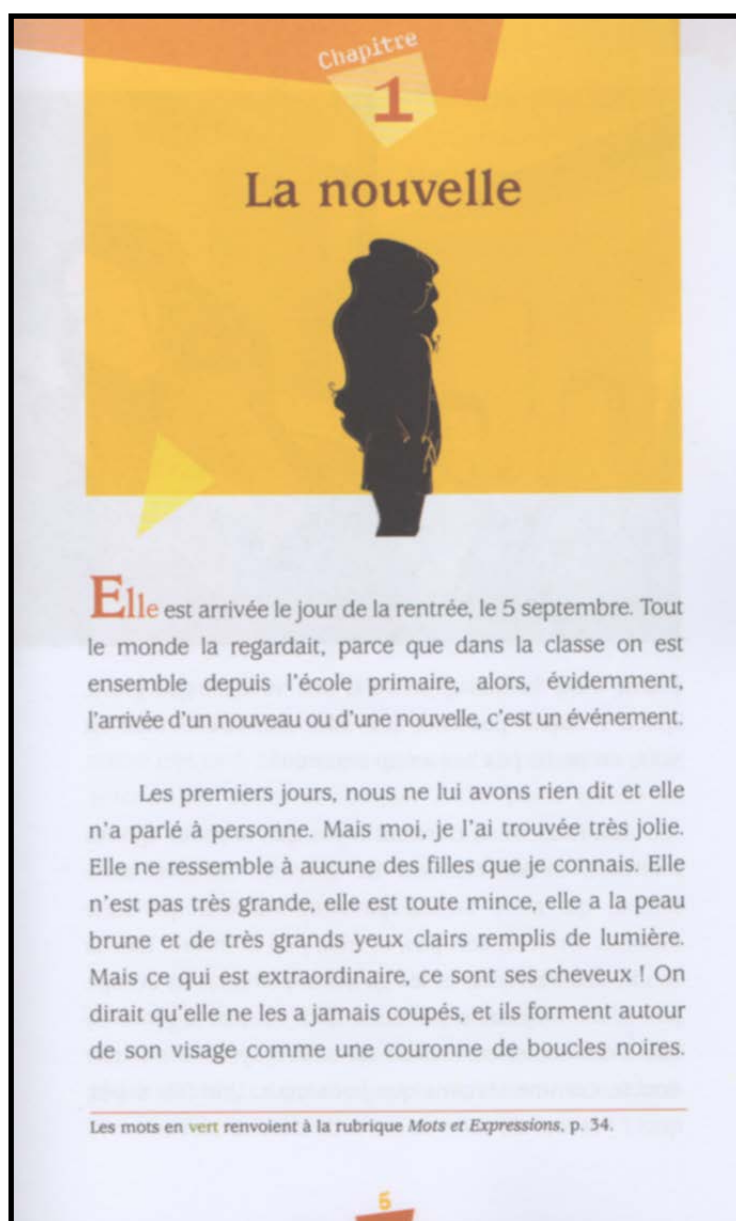 Chapitre
1
La nouvelle
Elle est arrivée le jour de la rentrée, le 5 septembre. Tout
le monde la regardait, parce que dans la classe on est
ensemble depuis l'école primaire, alors, évidemment,
l'arrivée d'un nouveau ou d'une nouvelle, c'est un événement.
Les premiers jours, nous ne lui avons rien dit et elle
n'a parlé à personne. Mais moi, je l'ai trouvée très jolie.
Elle ne ressemble à aucune des filles que je connais. Elle
n'est pas très grande, elle est toute mince, elle a la peau
brune et de très grands yeux clairs remplis de lumière.
Mais ce qui est extraordinaire, ce sont ses cheveux ! On
dirait qu'elle ne les a jamais coupés, et ils forment autour
de son visage comme une couronne de boucles noires.
Les mots en vert renvoient à la rubrique Mots et Expressions, p. 34.
5